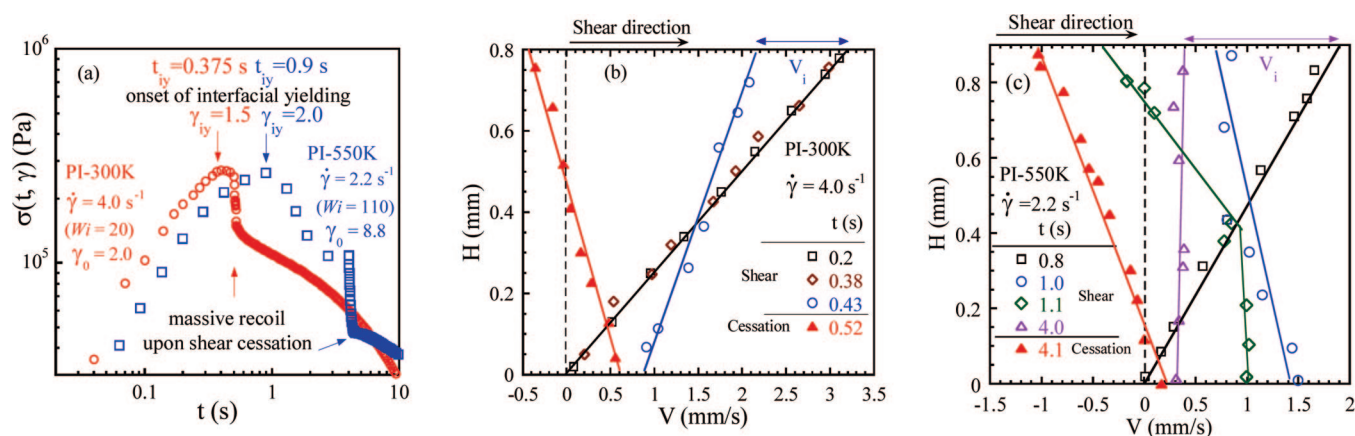 (a)
10⁶
10⁵
σ(t, γ) (Pa)
t_iy=0.375 s t_iy=0.9 s
onset of interfacial yielding
γ_iy=1.5 γ_iy=2.0
PI-300K
γ̇ = 4.0 s⁻¹
(Wi = 20)
γ₀ = 2.0
PI-550K
γ̇ = 2.2 s⁻¹
(Wi = 110)
γ₀ = 8.8
massive recoil
upon shear cessation
0.1 1 10
t (s)
Shear direction
(b)
V_i
0.8
0.6
0.4
0.2
0
H (mm)
PI-300K
γ̇ = 4.0 s⁻¹
t (s)
0.2
Shear 0.38
0.43
Cessation 0.52
-0.5 0 0.5 1 1.5 2 2.5 3 3.5
V (mm/s)
Shear direction
(c)
V_i
0.8
0.6
0.4
0.2
0
H (mm)
PI-550K
γ̇ =2.2 s⁻¹
t (s)
0.8
1.0
1.1 Shear
4.0
4.1 Cessation
-1.5 -1 -0.5 0 0.5 1 1.5 2
V (mm/s)